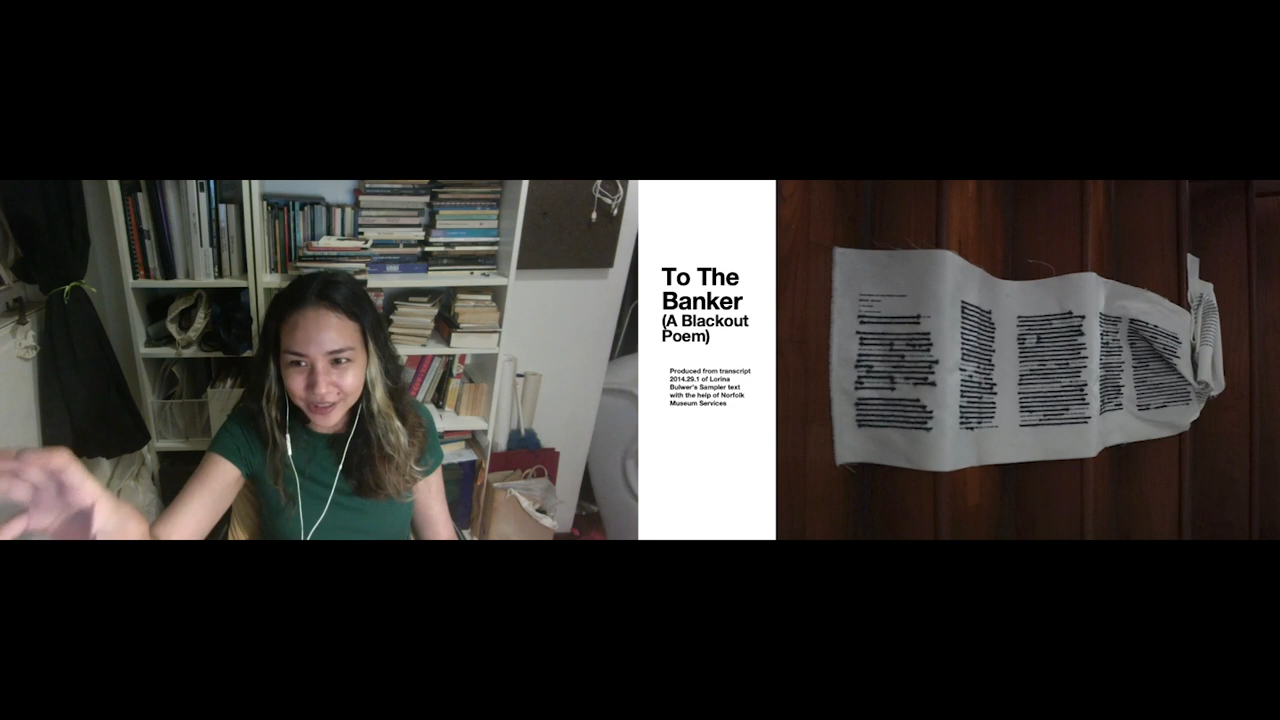 To The
Banker
(A Blackout
Poem)
Produced from transcript
2014.29.1 of Lorina
Bulwer's Sampler text
with the help of Norfolk
Museum Services